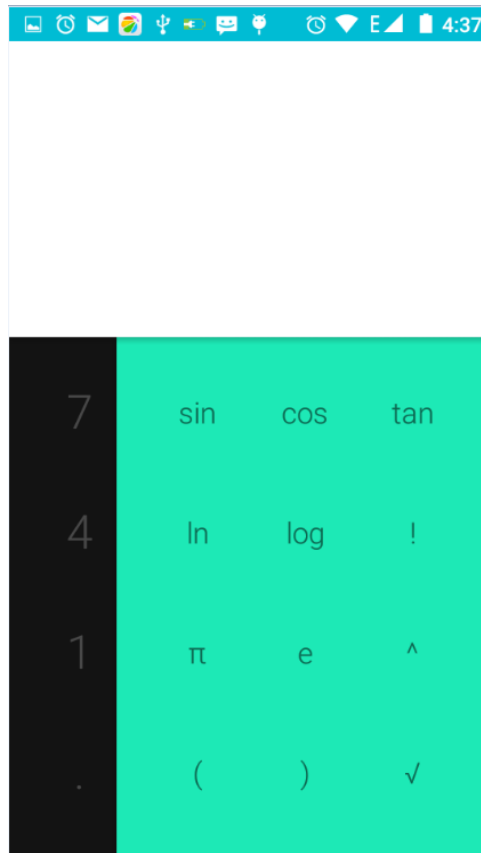 E 4:37
7 sin cos tan
4 ln log !
1 π e ^
. ( ) √